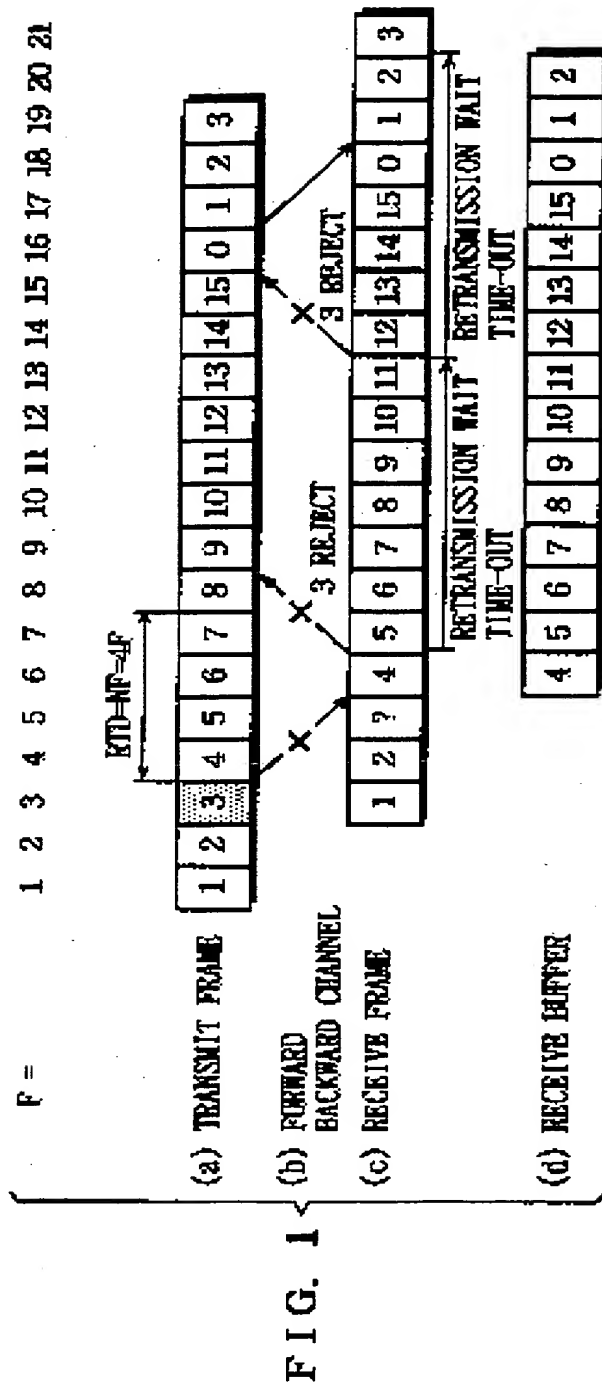 F = 1 2 3 4 5 6 7 8 9 10 11 12 13 14 15 16 17 18 19 20 21
RTD=NF=4F
(a) TRANSMIT FRAME 1 2 3 4 5 6 7 8 9 10 11 12 13 14 15 0 1 2 3
(b) FORWARD
BACKWARD CHANNEL
3 REJECT
3 REJECT
(c) RECEIVE FRAME 1 2 ? 4 5 6 7 8 9 10 11 12 13 14 15 0 1 2 3
RETRANSMISSION WAIT
TIME-OUT
RETRANSMISSION WAIT
TIME-OUT
(d) RECEIVE BUFFER 4 5 6 7 8 9 10 11 12 13 14 15 0 1 2
FIG. 1